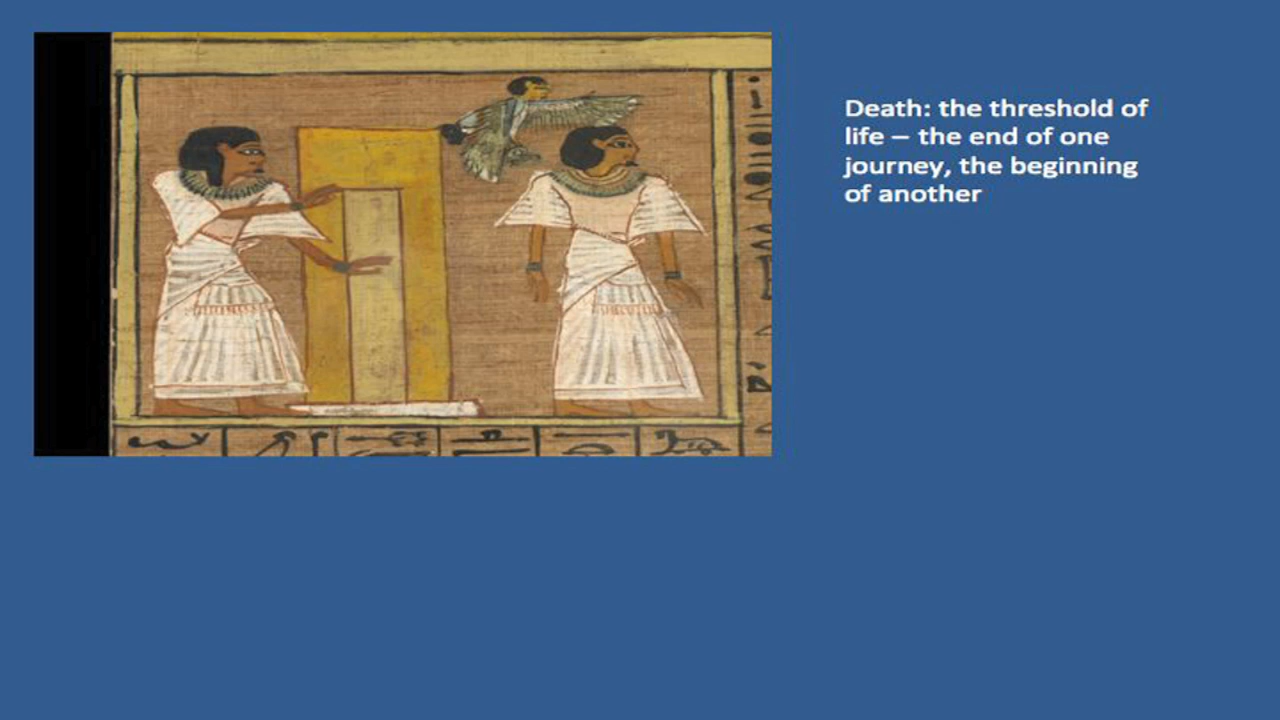 Death: the threshold of
life – the end of one
journey, the beginning
of another